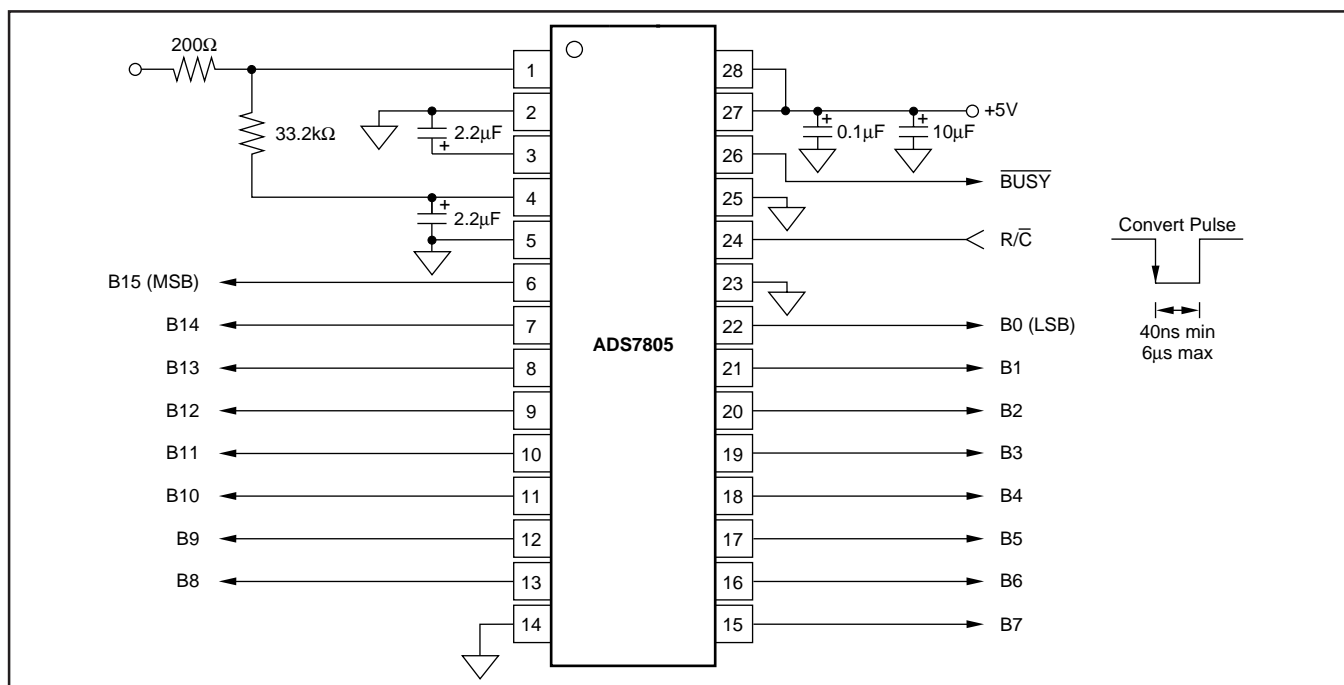 200Ω
1
28
+5V
2
27
33.2kΩ
2.2µF
+
0.1µF
+
10µF
+
3
26
BUSY
4
25
2.2µF
+
Convert Pulse
5
24
R/C
B15 (MSB)
6
23
B14
7
22
B0 (LSB)
40ns min
6µs max
ADS7805
B13
8
21
B1
B12
9
20
B2
B11
10
19
B3
B10
11
18
B4
B9
12
17
B5
B8
13
16
B6
14
15
B7